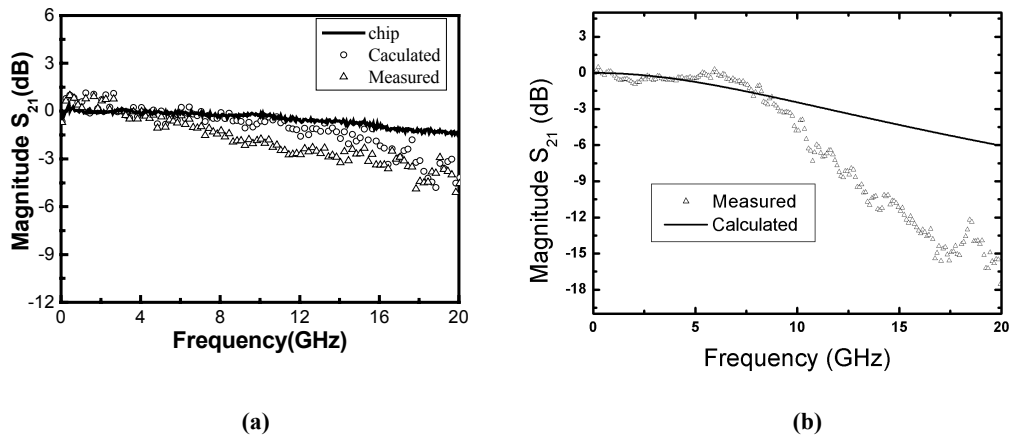 6
3
0
-3
-6
-9
-12
Magnitude S21(dB)
chip
Caculated
Measured
0 4 8 12 16 20
Frequency(GHz)
(a)
3
0
-3
-6
-9
-12
-15
-18
Magnitude S21 (dB)
Measured
Calculated
0 5 10 15 20
Frequency (GHz)
(b)